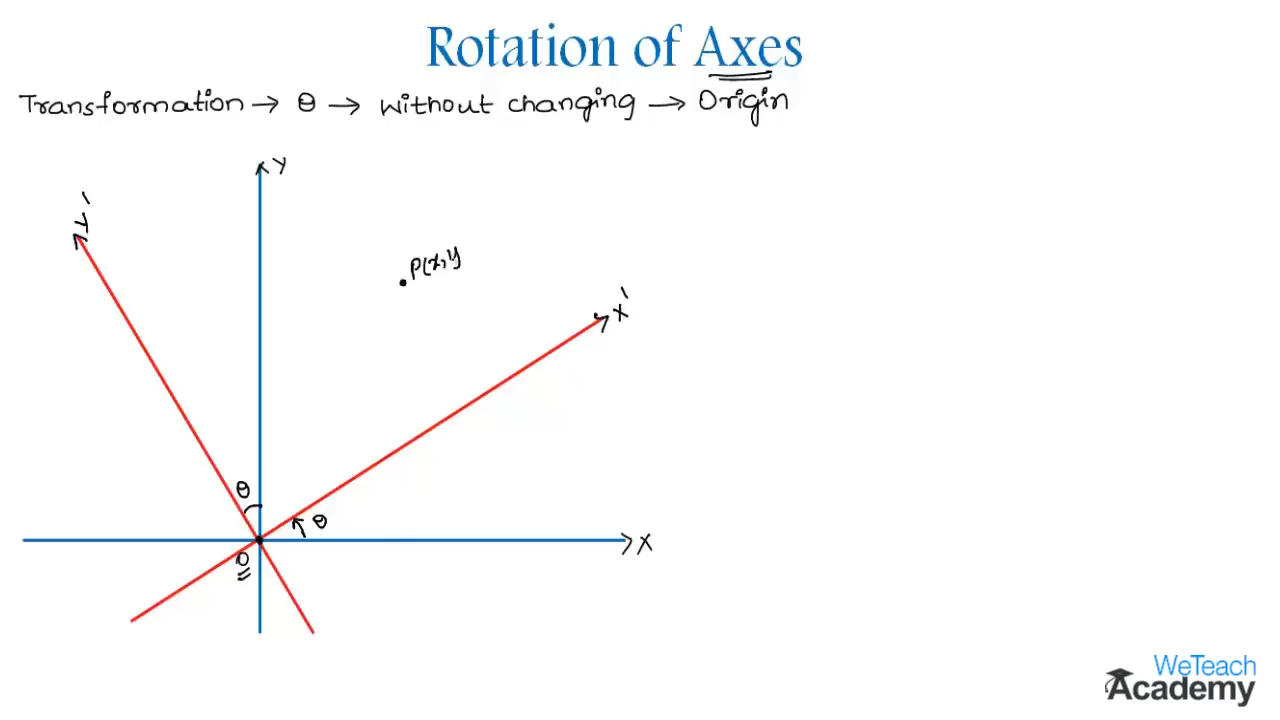 Rotation of Axes
Transformation → θ → without changing → Origin
Y
Y'
P(x,y)
X'
θ
θ
X
O
WeTeach
Academy